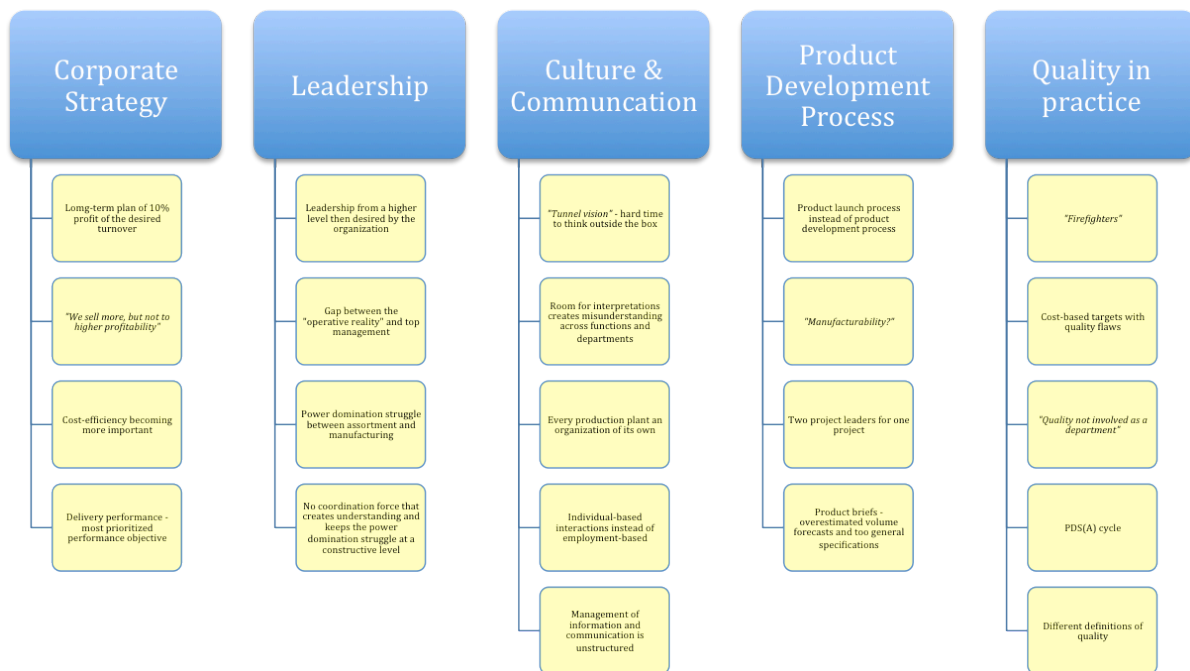 Corporate
Strategy
Lomg-term plan of 10%
profit of the desired
turnover
"We sell more, but not to
higher profitability"
Cost-efficiency becoming
more important
Delivery performance -
most prioritized
performance objective
Leadership
Leadership from a higher
level then desired by the
organization
Gap between the
"operative reality" and top
management
Power domination struggle
between assortment and
manufacturing
No coordination force that
creates understanding and
keeps the power
domination struggle at a
constructive level
Culture &
Communcation
"Tunnel vision" - hard time
to think outside the box
Room for interpretations
creates misunderstanding
across functions and
departments
Every production plant an
organization of its own
Individual-based
interactions instead of
employment-based
Management of
information and
communication is
unstructured
Product
Development
Process
Product launch process
instead of product
development process
"Manufacturability?"
Two project leaders for one
project
Product briefs -
overestimated volume
forecasts and too general
specifications
Quality in
practice
"Firefighters"
Cost-based targets with
quality flaws
"Quality not involved as a
department"
PDS(A) cycle
Different definitions of
quality